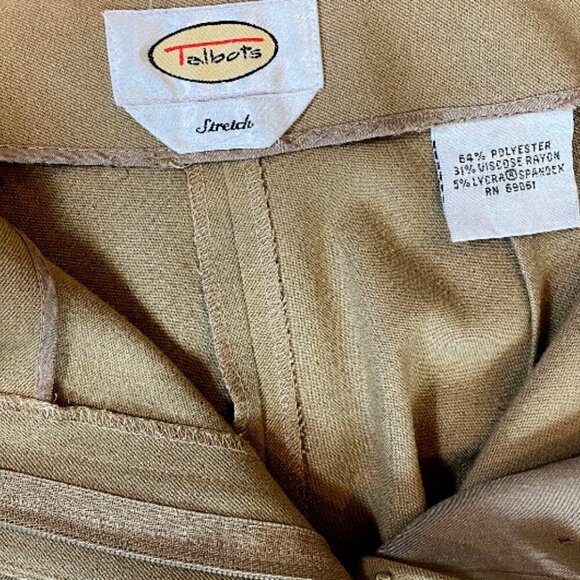 Talbots
Stretch
64% POLYESTER
31% VISCOSE RAYON
5% LYCRA® SPANDEX
RN 69061